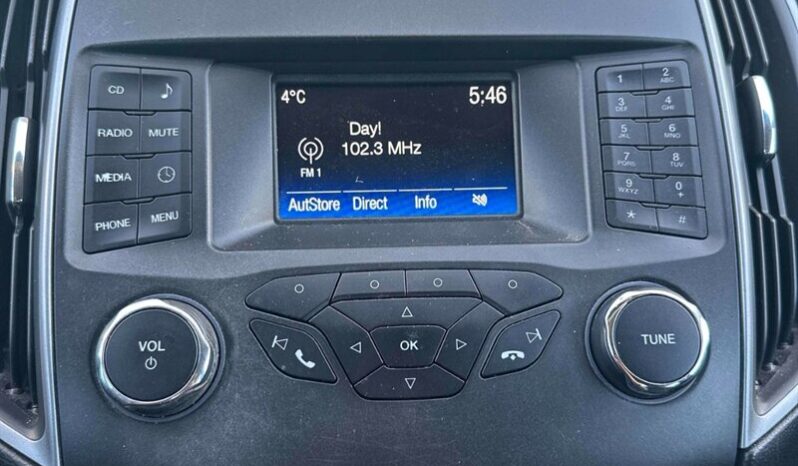 CD
RADIO MUTE
MEDIA
PHONE MENU
4°C 5:46
Day!
102.3 MHz
FM 1
AutStore Direct Info
1 2 ABC
3 DEF 4 GHI
5 JKL 6 MNO
7 PQRS 8 TUV
9 WXYZ 0 +
* #
VOL
OK
TUNE